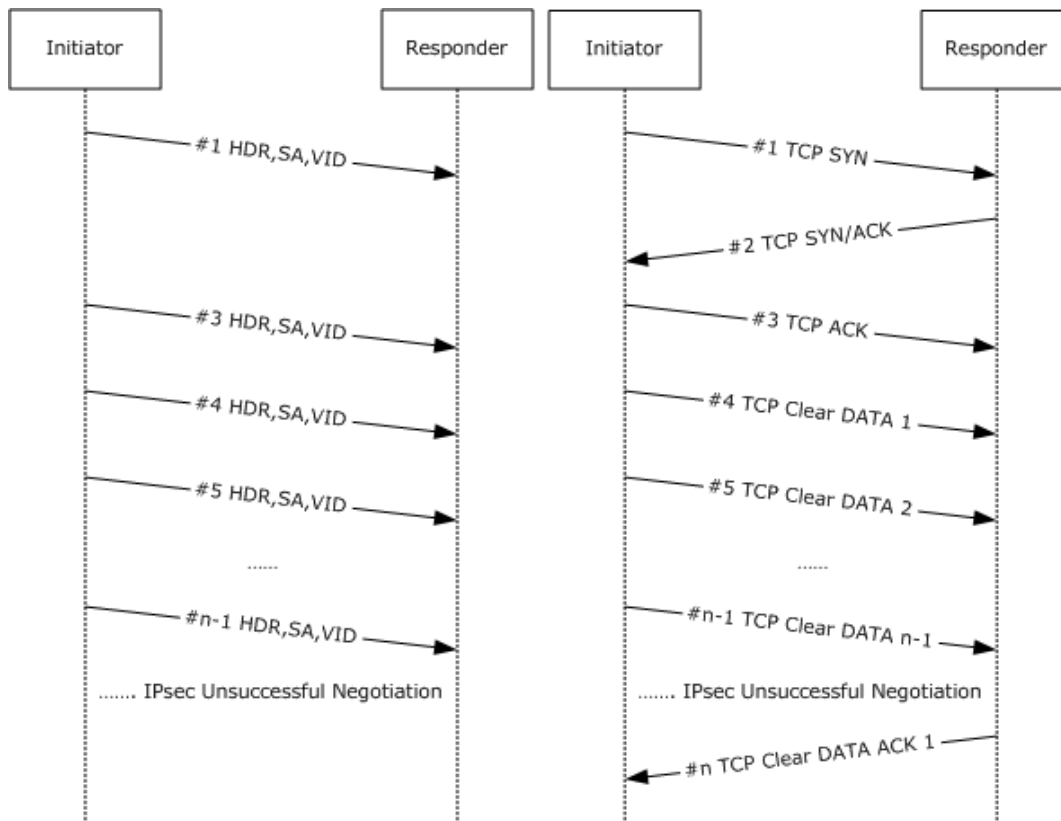 Initiator
Responder
Initiator
Responder
#1 HDR,SA,VID
#1 TCP SYN
#2 TCP SYN/ACK
#3 HDR,SA,VID
#3 TCP ACK
#4 HDR,SA,VID
#4 TCP Clear DATA 1
#5 HDR,SA,VID
#5 TCP Clear DATA 2
......
......
#n-1 HDR,SA,VID
#n-1 TCP Clear DATA n-1
....... IPsec Unsuccessful Negotiation
....... IPsec Unsuccessful Negotiation
#n TCP Clear DATA ACK 1